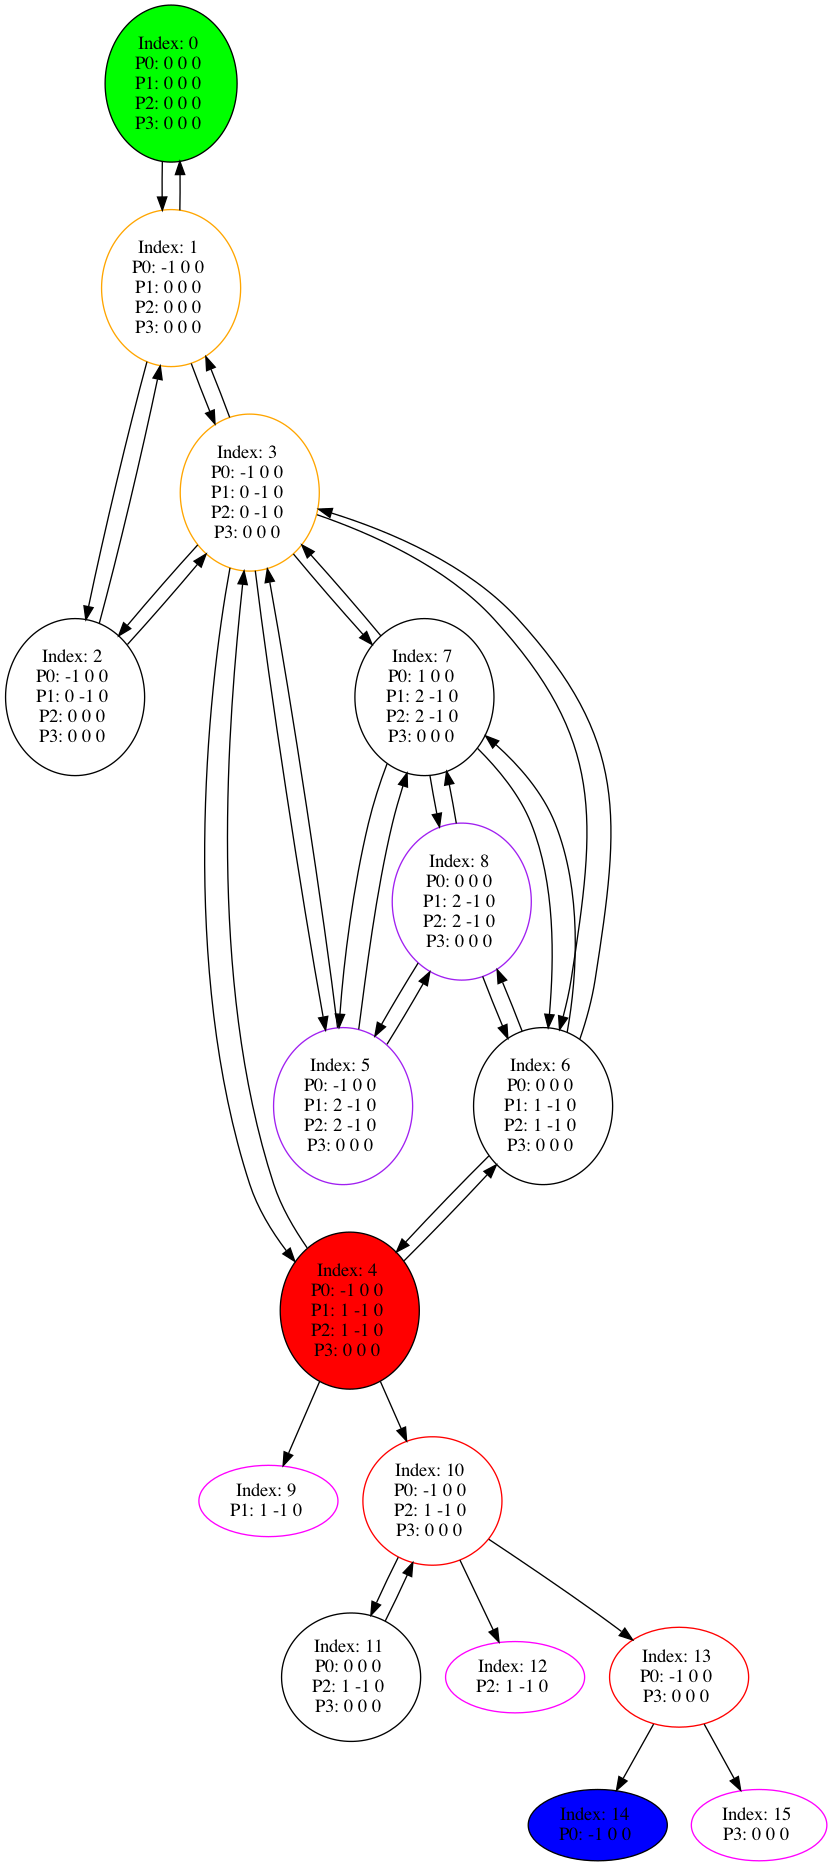 Index: 0
P0: 0 0 0
P1: 0 0 0
P2: 0 0 0
P3: 0 0 0
Index: 1
P0: -1 0 0
P1: 0 0 0
P2: 0 0 0
P3: 0 0 0
Index: 3
P0: -1 0 0
P1: 0 -1 0
P2: 0 -1 0
P3: 0 0 0
Index: 2
P0: -1 0 0
P1: 0 -1 0
P2: 0 0 0
P3: 0 0 0
Index: 7
P0: 1 0 0
P1: 2 -1 0
P2: 2 -1 0
P3: 0 0 0
Index: 8
P0: 0 0 0
P1: 2 -1 0
P2: 2 -1 0
P3: 0 0 0
Index: 5
P0: -1 0 0
P1: 2 -1 0
P2: 2 -1 0
P3: 0 0 0
Index: 6
P0: 0 0 0
P1: 1 -1 0
P2: 1 -1 0
P3: 0 0 0
Index: 4
P0: -1 0 0
P1: 1 -1 0
P2: 1 -1 0
P3: 0 0 0
Index: 9
P1: 1 -1 0
Index: 10
P0: -1 0 0
P2: 1 -1 0
P3: 0 0 0
Index: 11
P0: 0 0 0
P2: 1 -1 0
P3: 0 0 0
Index: 12
P2: 1 -1 0
Index: 13
P0: -1 0 0
P3: 0 0 0
Index: 14
P0: -1 0 0
Index: 15
P3: 0 0 0